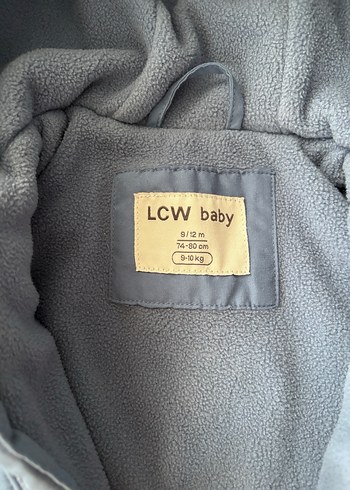 LCW baby
9/12 m
74-80 cm
9-10 kg